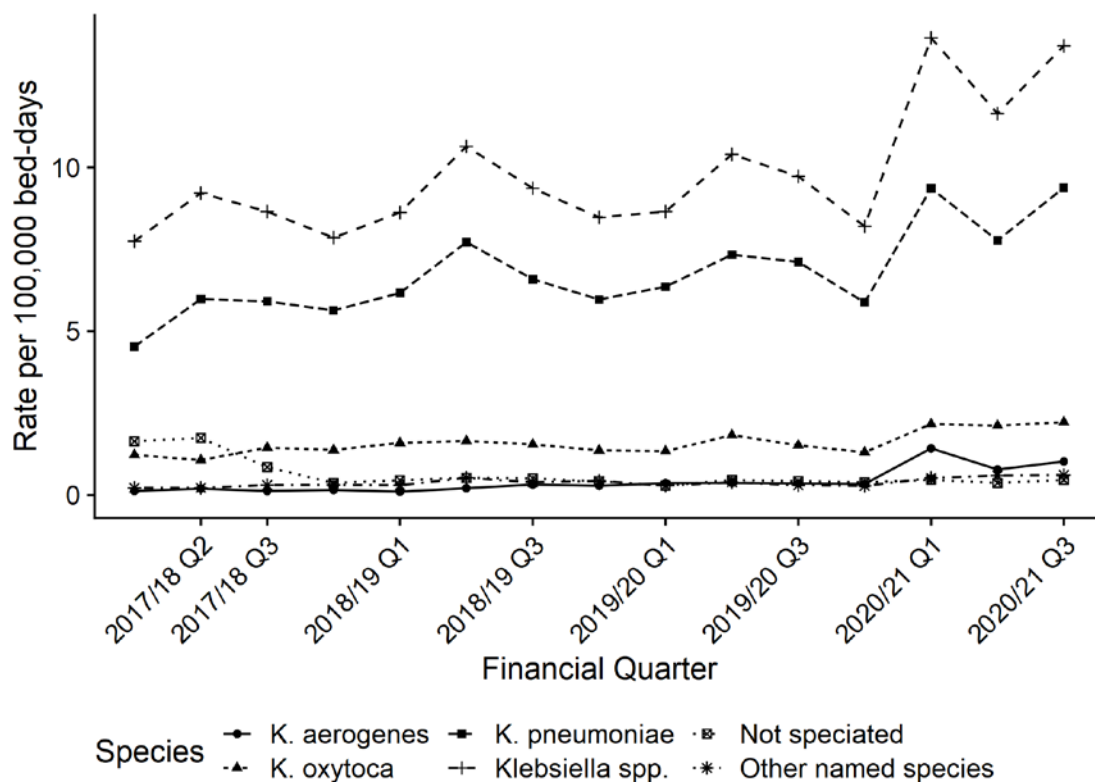 Rate per 100,000 bed-days
10
5
0
2017/18 Q2
2017/18 Q3
2018/19 Q1
2018/19 Q3
2019/20 Q1
2019/20 Q3
2020/21 Q1
2020/21 Q3
Financial Quarter
Species
K. aerogenes
K. pneumoniae
Not speciated
K. oxytoca
Klebsiella spp.
Other named species